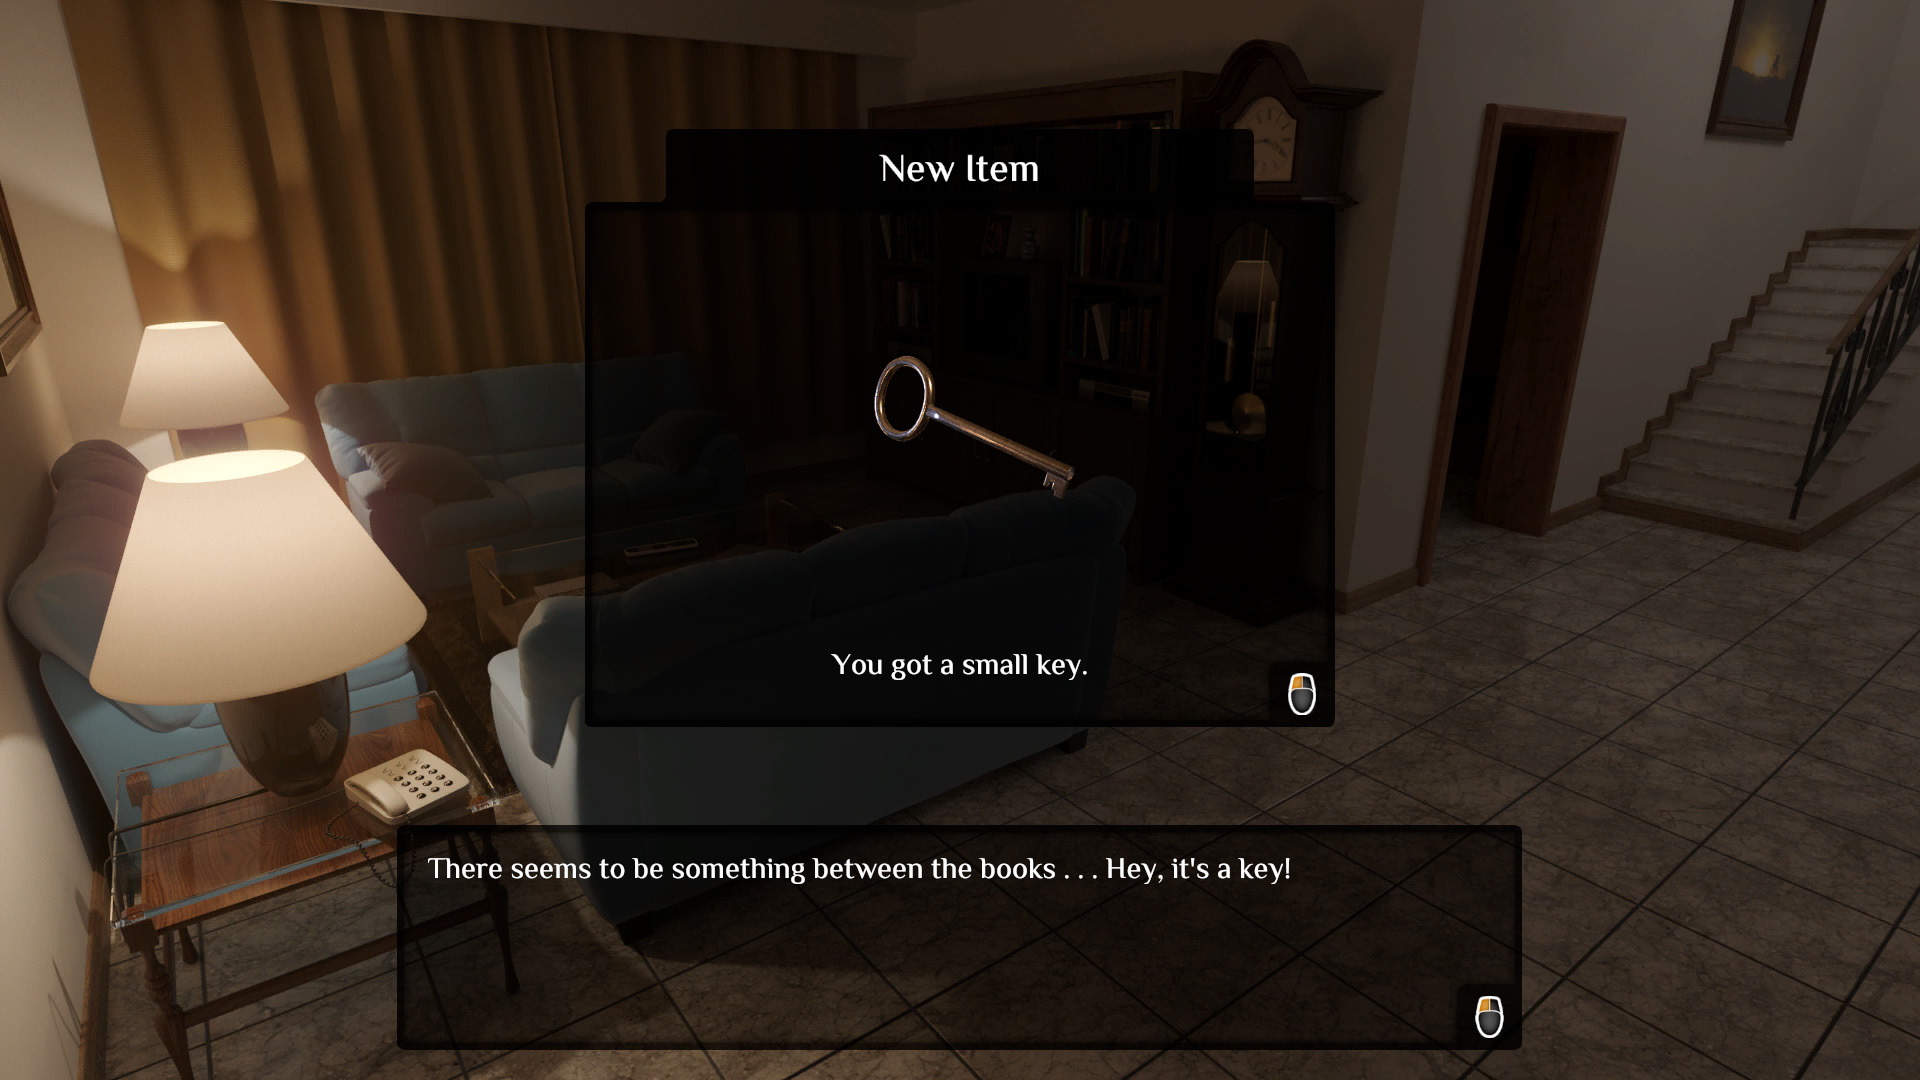 New Item
You got a small key.
There seems to be something between the books . . . Hey, it's a key!